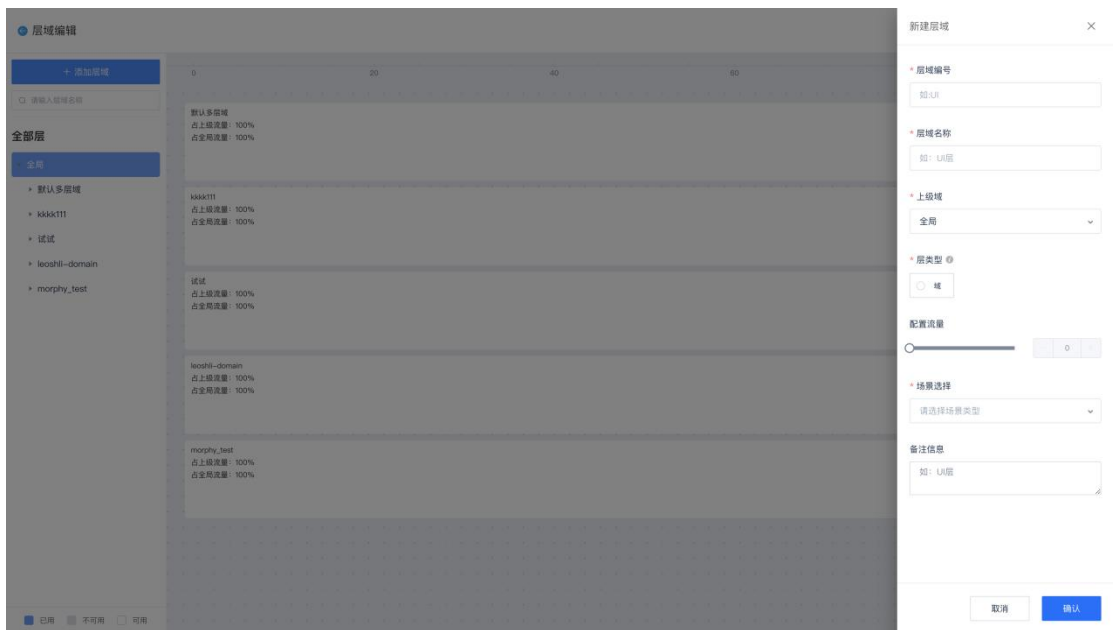 层域编辑
+ 添加层域
请输入层域名称
全部层
全局
默认多层域
kkkk111
试试
leoshli-domain
morphy_test
已用
不可用
可用
0
20
40
60
默认多层域
占上级流量：100%
占全局流量：100%
kkkk111
占上级流量：100%
占全局流量：100%
试试
占上级流量：100%
占全局流量：100%
leoshli-domain
占上级流量：100%
占全局流量：100%
morphy_test
占上级流量：100%
占全局流量：100%
新建层域
* 层域编号
如:UI
* 层域名称
如：UI层
* 上级域
全局
* 层类型
域
配置流量
0
* 场景选择
请选择场景类型
备注信息
如：UI层
取消
确认